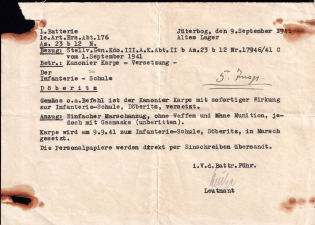 1. Batterie
Jüterbog, den 9.September 1941
le.Art.Ers.Abt.176
Altes Lager
Az. 23 b 12 N.
Bezug: Stellv.Gen.Kdo.III.A.K.Abt.II b Az.23 b 12 Nr.17946/41 C
vom 1.September 1941
Betr.: Kanonier Karpe - Versetzung -
Der
Infanterie - Schule
Döberitz
5.
Gemäss o.a.Befehl ist der Kanonier Karpe mit sofortiger Wirkung
zur Infanterie-Schule, Döberitz, versetzt.
Anzug: Einfacher Marschanzug, ohne Waffen und ohne Munition, je-
doch mit Gasmaske (unberitten).
Karpe wird am 9.9.41 zum Infanterie-Schule, Döberitz, in Marsch
gesetzt.
Die Personalpapiere werden direkt per Einschreiben übersandt.
i.V.d.Battr.Führ.
Leutnant